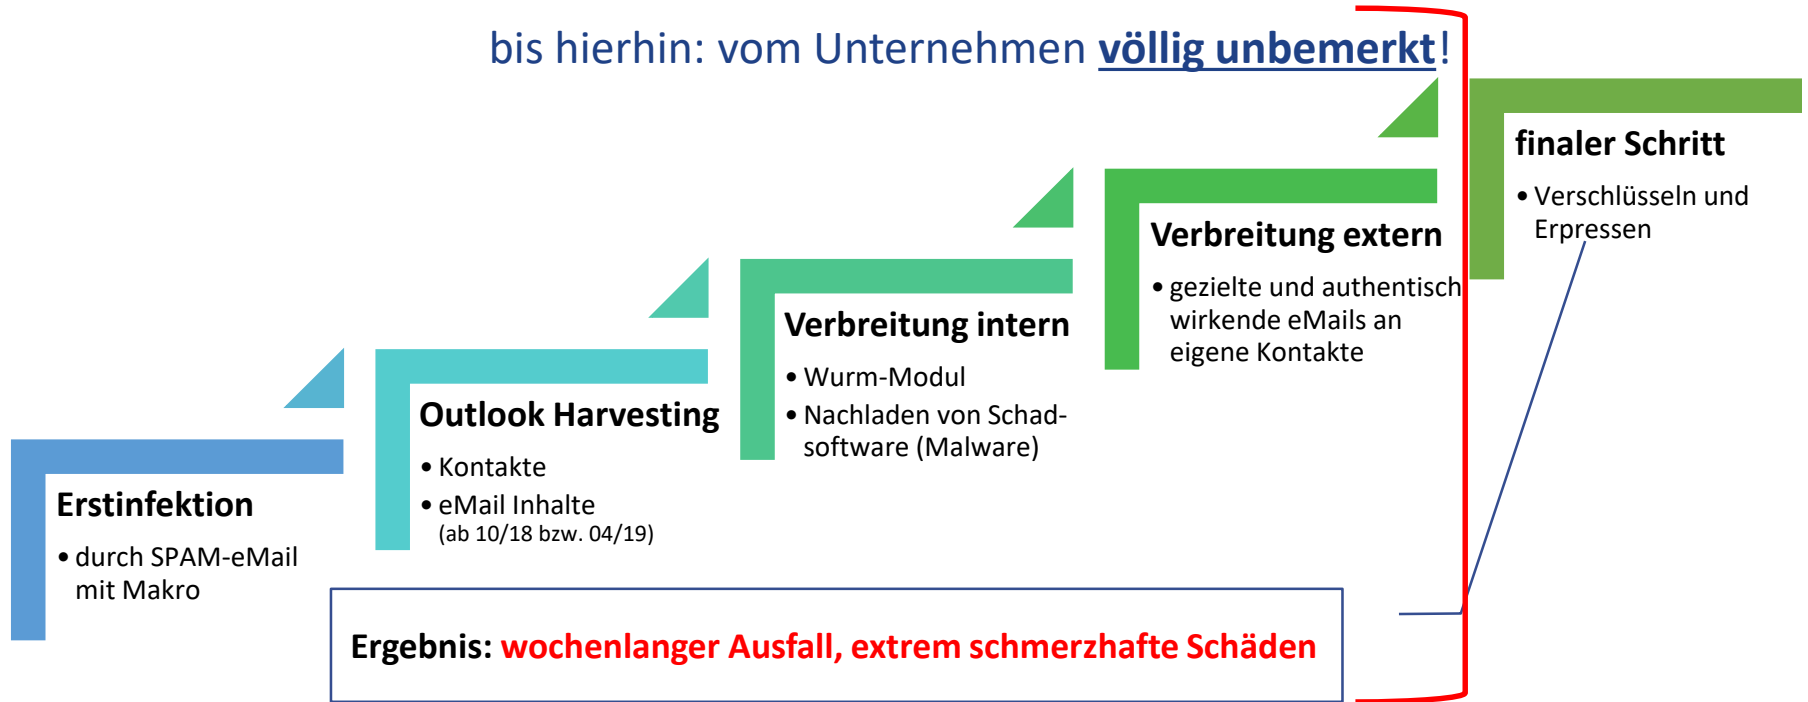 bis hierhin: vom Unternehmen völlig unbemerkt!
Erstinfektion
• durch SPAM-eMail
mit Makro
Outlook Harvesting
• Kontakte
• eMail Inhalte
(ab 10/18 bzw. 04/19)
Verbreitung intern
• Wurm-Modul
• Nachladen von Schad-
software (Malware)
Verbreitung extern
• gezielte und authentisch
wirkende eMails an
eigene Kontakte
finaler Schritt
• Verschlüsseln und
Erpressen
Ergebnis: wochenlanger Ausfall, extrem schmerzhafte Schäden